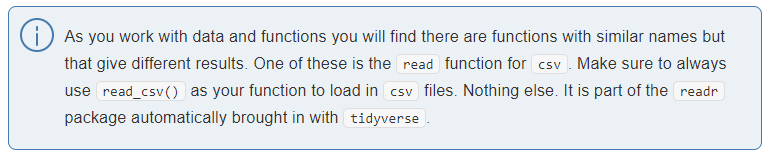 As you work with data and functions you will find there are functions with similar names but
that give different results. One of these is the read function for csv. Make sure to always
use read_csv() as your function to load in csv files. Nothing else. It is part of the readr
package automatically brought in with tidyverse.